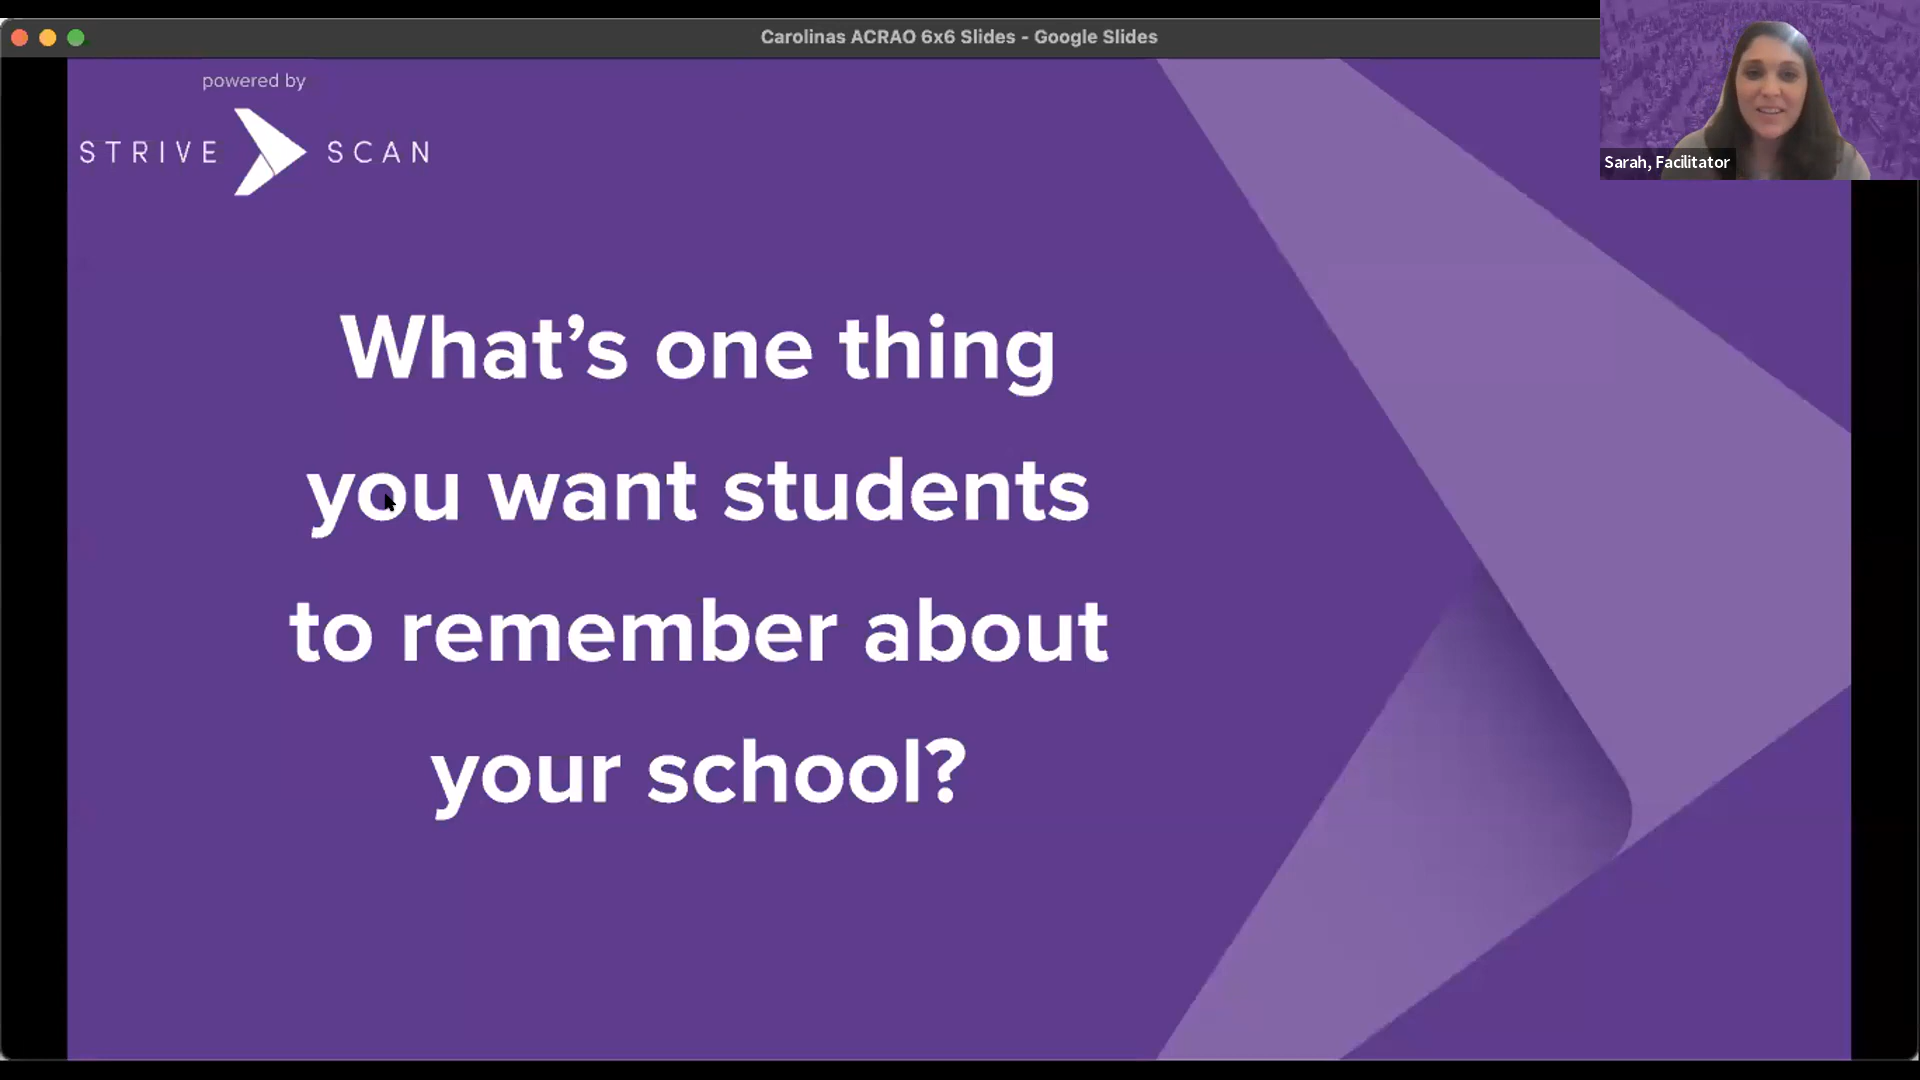 Carolinas ACRAO 6x6 Slides - Google Slides
powered by
STRIVE SCAN
Sarah, Facilitator
What’s one thing
you want students
to remember about
your school?